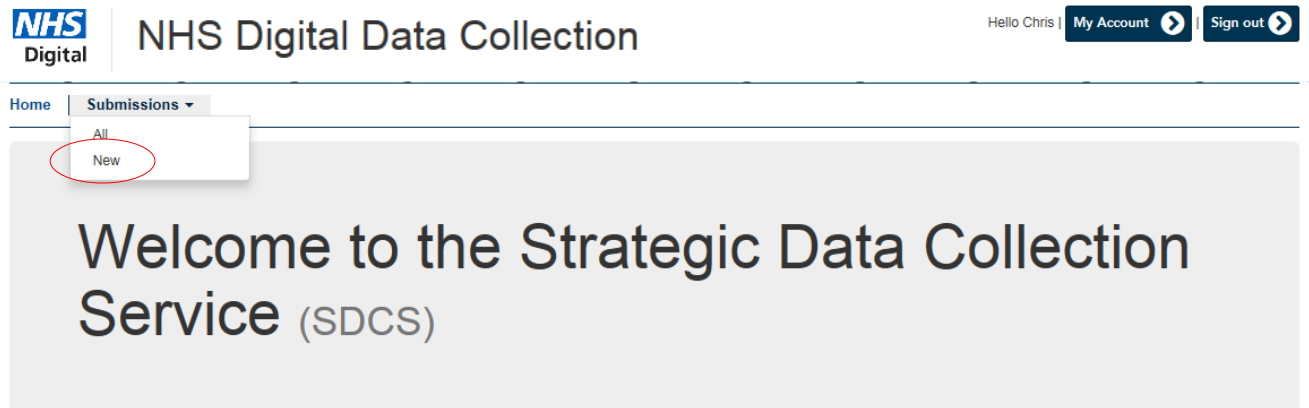 NHS
Digital
NHS Digital Data Collection
Hello Chris | My Account | Sign out
Home | Submissions
All
New
Welcome to the Strategic Data Collection
Service (SDCS)